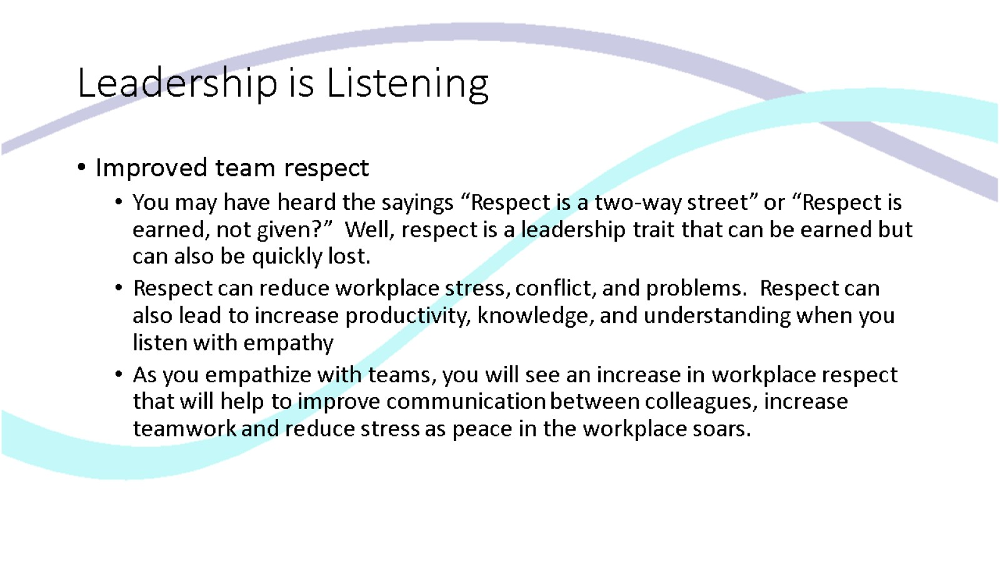 Leadership is Listening
• Improved team respect
• You may have heard the sayings “Respect is a two-way street” or “Respect is
earned, not given?”  Well, respect is a leadership trait that can be earned but
can also be quickly lost.
• Respect can reduce workplace stress, conflict, and problems.  Respect can
also lead to increase productivity, knowledge, and understanding when you
listen with empathy
• As you empathize with teams, you will see an increase in workplace respect
that will help to improve communication between colleagues, increase
teamwork and reduce stress as peace in the workplace soars.